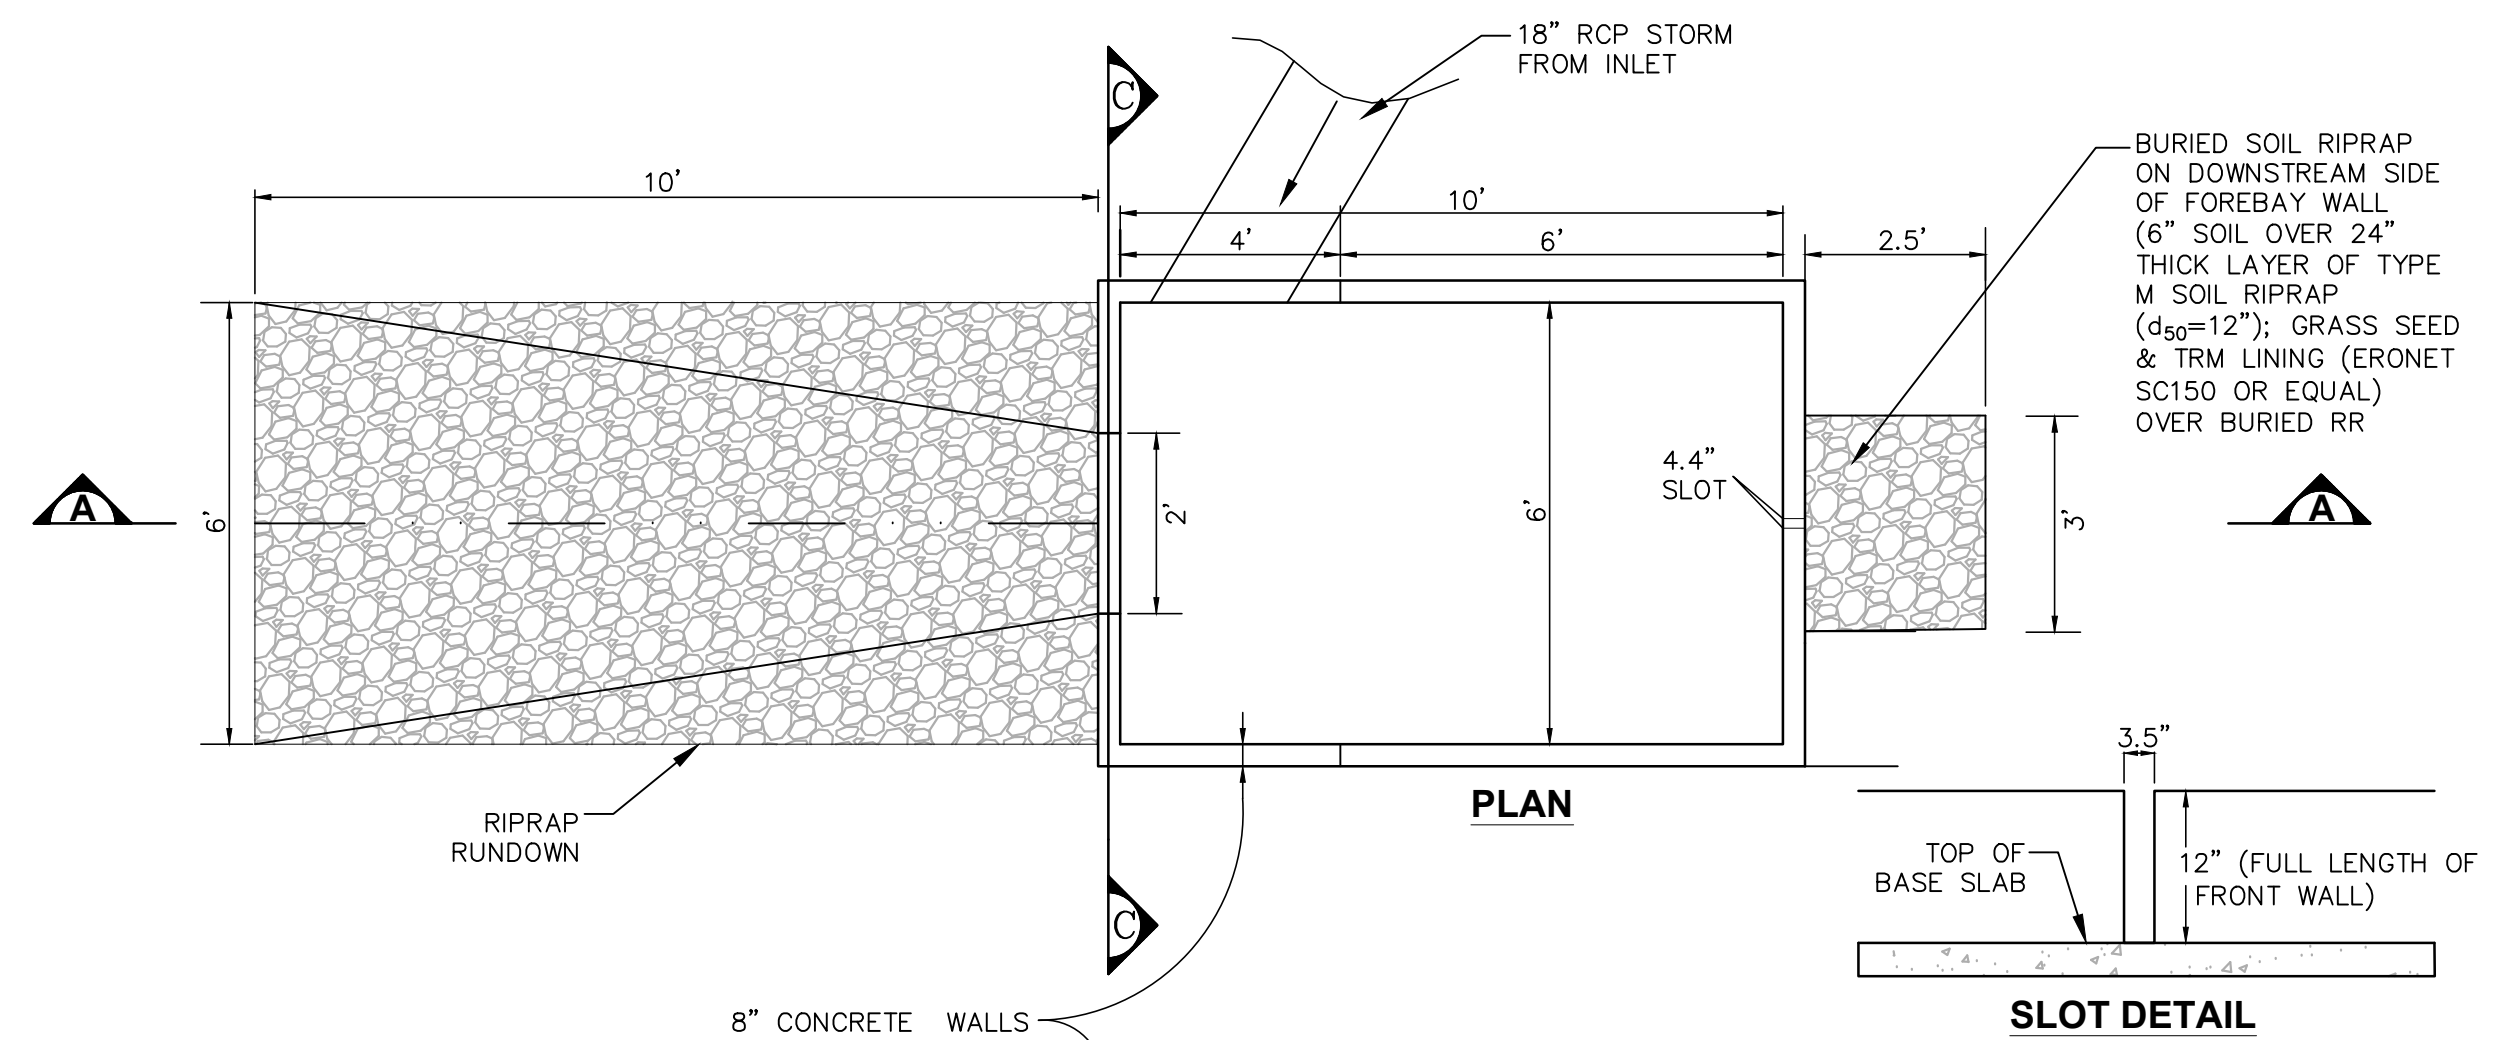 18" RCP STORM
FROM INLET
C
10'
10'
4'
6'
2.5'
BURIED SOIL RIPRAP
ON DOWNSTREAM SIDE
OF FOREBAY WALL
(6" SOIL OVER 24"
THICK LAYER OF TYPE
M SOIL RIPRAP
(d50=12"); GRASS SEED
& TRM LINING (ERONET
SC150 OR EQUAL)
OVER BURIED RR
A
6'
2'
6'
4.4"
SLOT
3'
A
RIPRAP
RUNDOWN
PLAN
3.5"
TOP OF
BASE SLAB
12" (FULL LENGTH OF
FRONT WALL)
C
8" CONCRETE WALLS
SLOT DETAIL